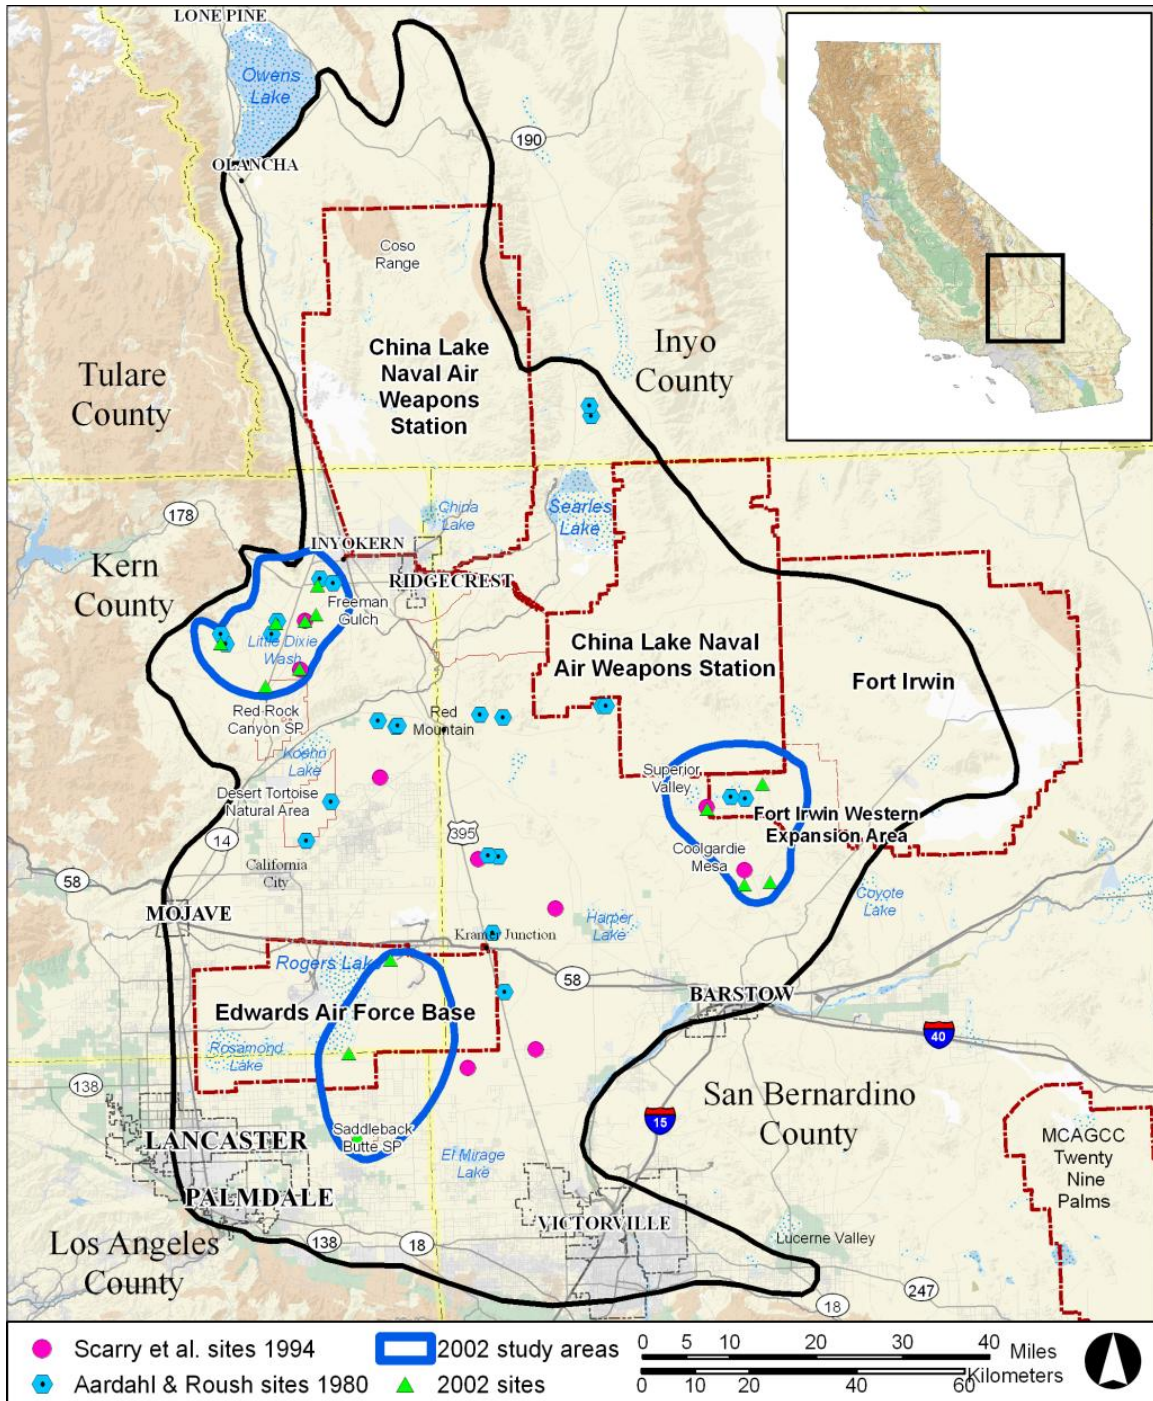 LONE PINE
Owens
Lake
190
OLANCHA
Coso
Range
China Lake
Naval Air
Weapons
Station
Inyo
County
Tulare
County
178
China
Lake
Searles
Lake
INYOKERN
RIDGECREST
Kern
County
Freeman
Gulch
Little Dixie
Wash
China Lake Naval
Air Weapons Station
Fort Irwin
Red Rock
Canyon SP
Red
Mountain
Koehn
Lake
Superior
Valley
Desert Tortoise
Natural Area
Fort Irwin Western
Expansion Area
14
395
Coolgardie
Mesa
California
City
58
Coyote
Lake
MOJAVE
Harper
Lake
Kramer Junction
Rogers Lake
58
BARSTOW
Edwards Air Force Base
40
Rosamond
Lake
138
San Bernardino
County
15
LANCASTER
Saddleback
Butte SP
El Mirage
Lake
MCAGCC
Twenty
Nine
Palms
PALMDALE
VICTORVILLE
Los Angeles
County
138
18
Lucerne Valley
247
18
Scarry et al. sites 1994
2002 study areas
0 5 10 20 30 40 Miles
Aardahl & Roush sites 1980
2002 sites
0 10 20 40 60 Kilometers